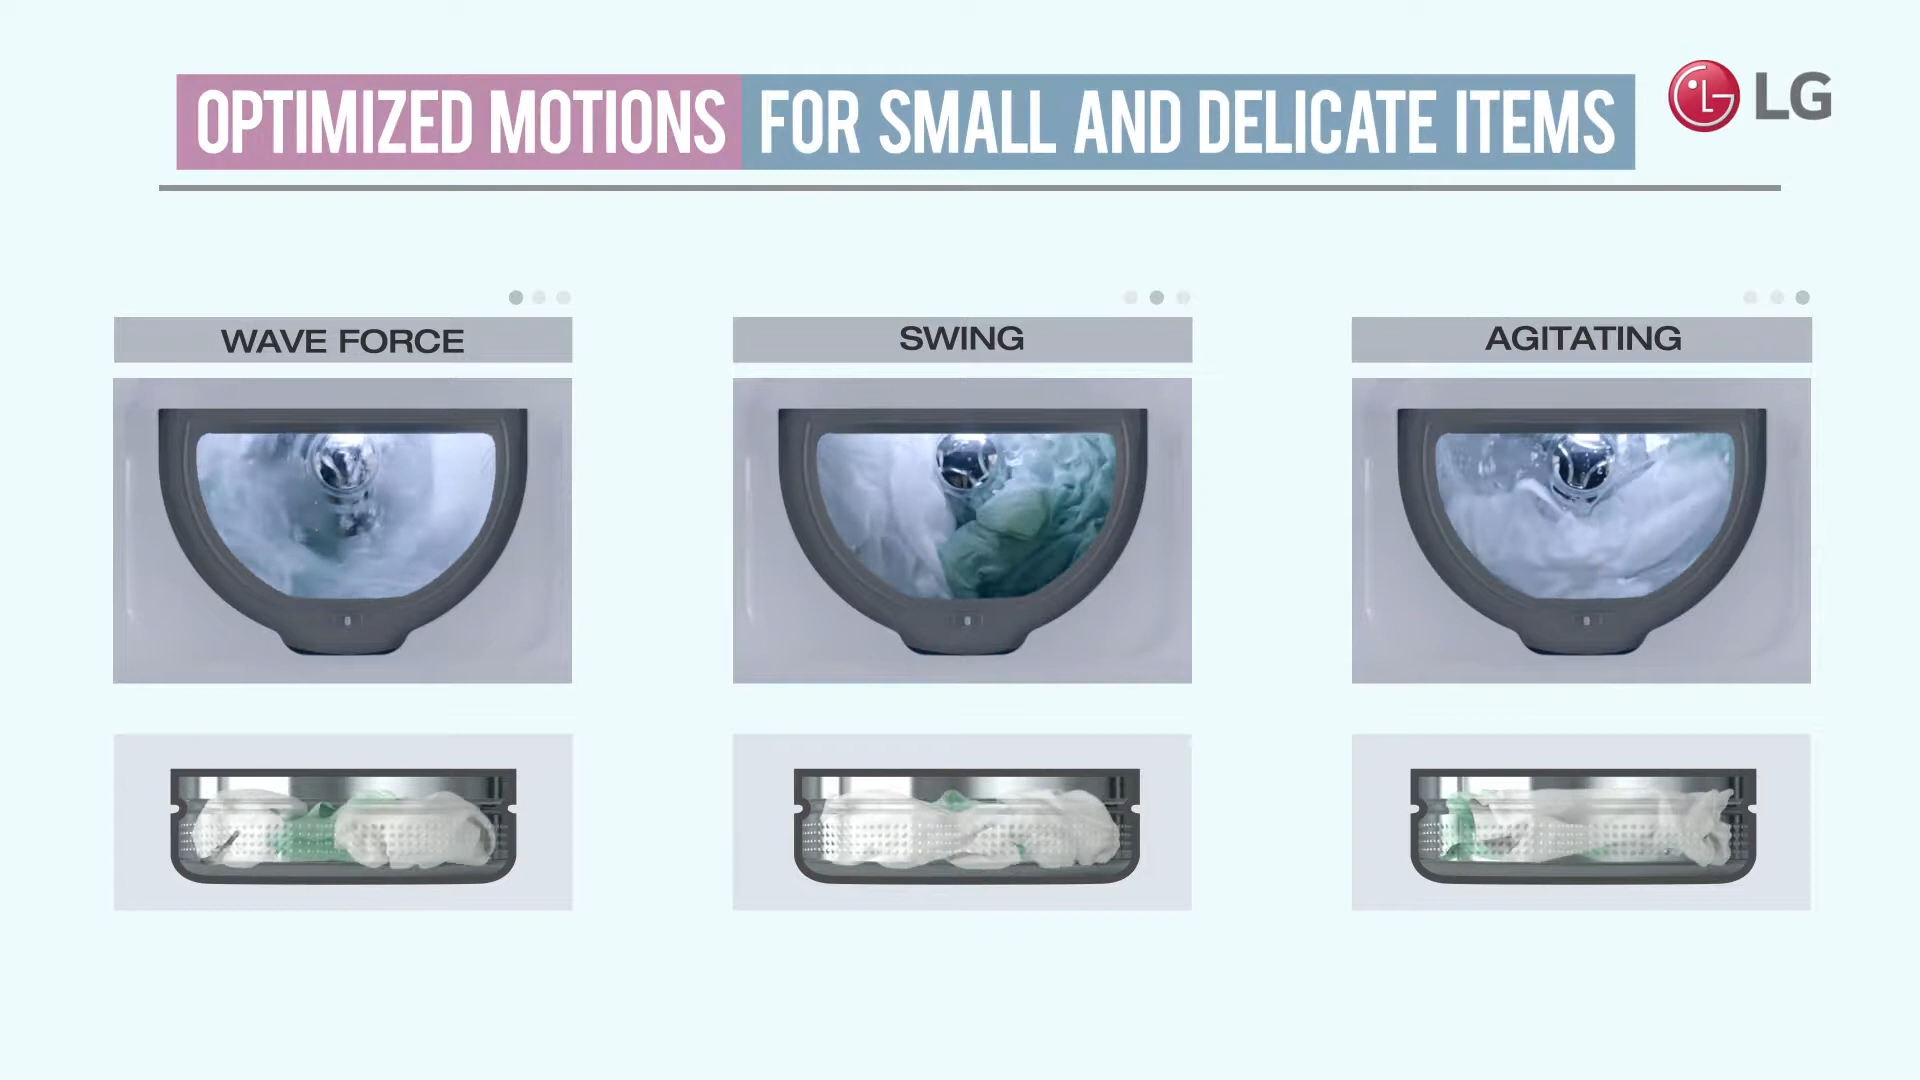 OPTIMIZED MOTIONS FOR SMALL AND DELICATE ITEMS
LG
WAVE FORCE
SWING
AGITATING